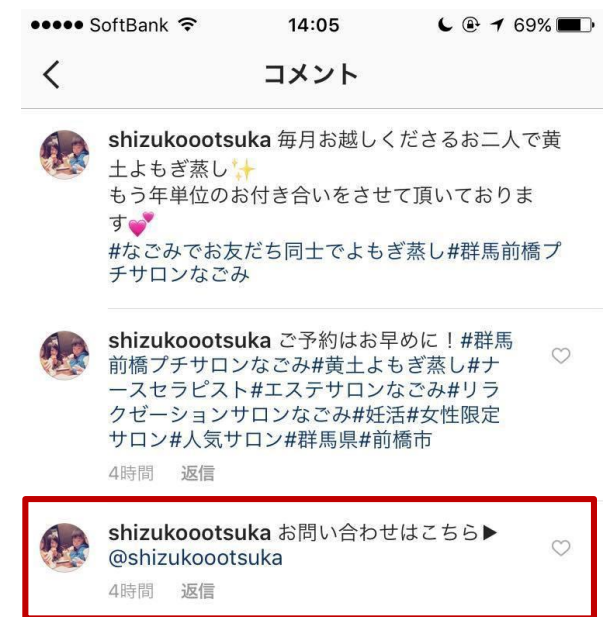 SoftBank 14:05 69%
コメント
shizukoootsuka 毎月お越しくださるお二人で黄
土よもぎ蒸し✨
もう年単位のお付き合いをさせて頂いておりま
す💕
#なごみでお友だち同士でよもぎ蒸し#群馬前橋プ
チサロンなごみ
shizukoootsuka ご予約はお早めに！#群馬
前橋プチサロンなごみ#黄土よもぎ蒸し#ナ
ースセラピスト#エステサロンなごみ#リラ
クゼーションサロンなごみ#妊活#女性限定
サロン#人気サロン#群馬県#前橋市
4時間 返信
shizukoootsuka お問い合わせはこちら▶
@shizukoootsuka
4時間 返信